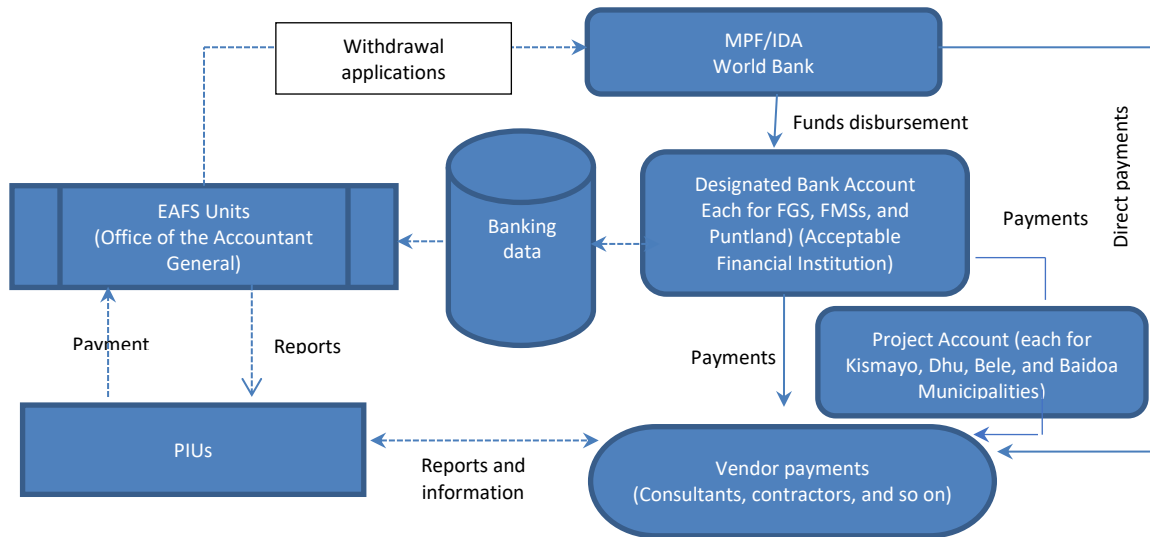 Withdrawal
applications
MPF/IDA
World Bank
Funds disbursement
Direct payments
Designated Bank Account
Each for FGS, FMSs, and
Puntland) (Acceptable
Financial Institution)
Payments
EAFS Units
(Office of the Accountant
General)
Banking
data
Payment
Reports
Payments
Project Account (each for
Kismayo, Dhu, Bele, and Baidoa
Municipalities)
PIUs
Reports and
information
Vendor payments
(Consultants, contractors, and so on)